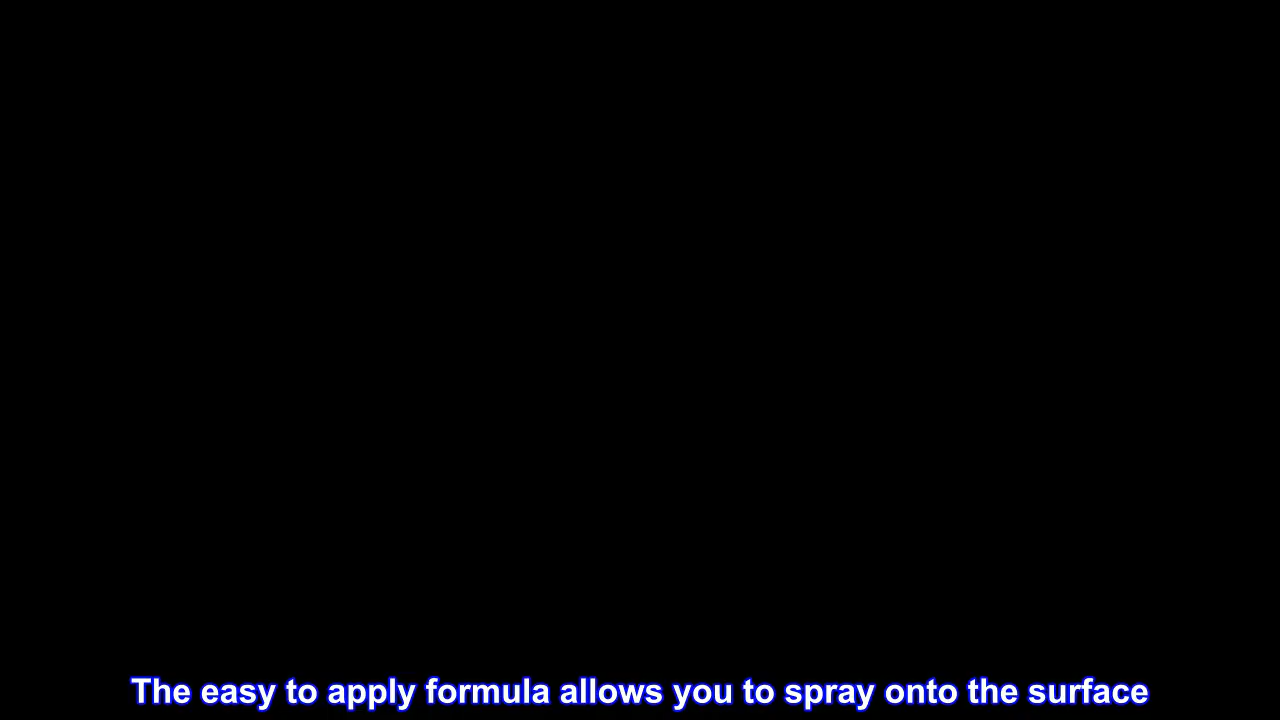 The easy to apply formula allows you to spray onto the surface